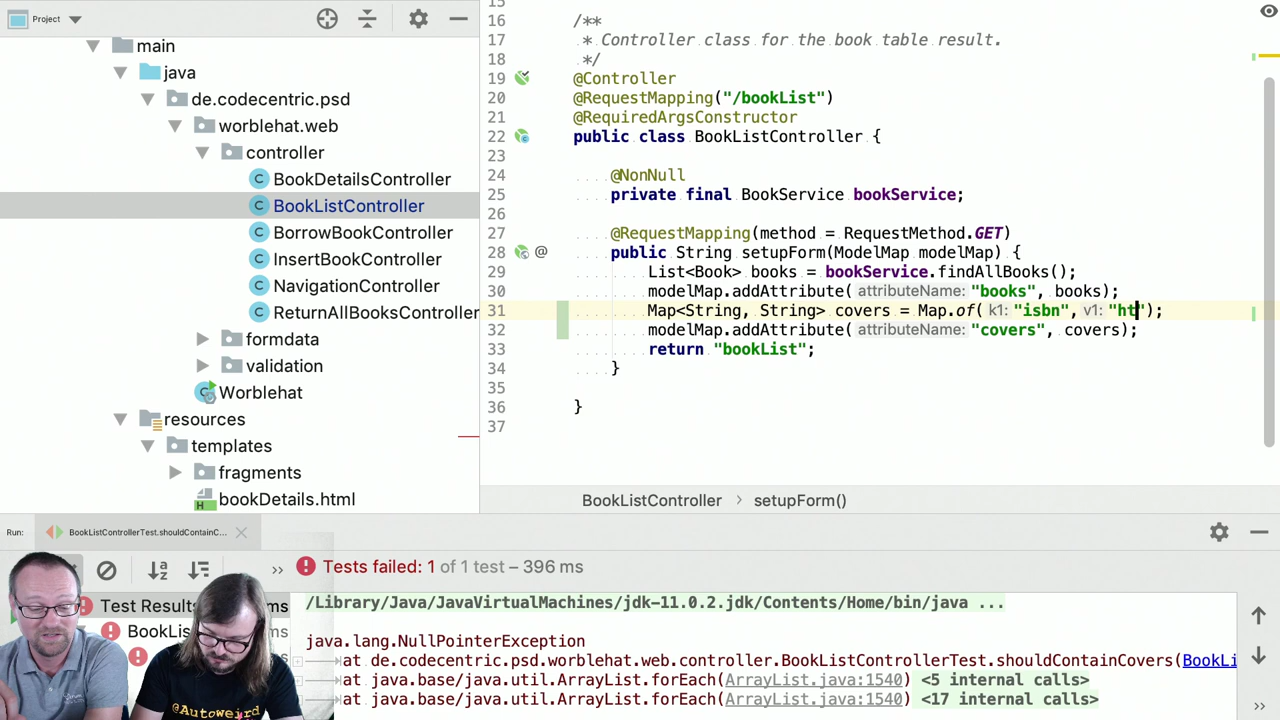 Project
main
java
de.codecentric.psd
worblehat.web
controller
BookDetailsController
BookListController
BorrowBookController
InsertBookController
NavigationController
ReturnAllBooksController
formdata
validation
Worblehat
resources
templates
fragments
bookDetails.html
15
16 /**
17 * Controller class for the book table result.
18 */
19 @Controller
20 @RequestMapping("/bookList")
21 @RequiredArgsConstructor
22 public class BookListController {
23
24 @NonNull
25 private final BookService bookService;
26
27 @RequestMapping(method = RequestMethod.GET)
28 @ public String setupForm(ModelMap modelMap) {
29 List<Book> books = bookService.findAllBooks();
30 modelMap.addAttribute( attributeName: "books", books);
31 Map<String, String> covers = Map.of( k1: "isbn", v1: "ht");
32 modelMap.addAttribute( attributeName: "covers", covers);
33 return "bookList";
34 }
35
36 }
37
BookListController > setupForm()
Run: BookListControllerTest.shouldContainC...
>> Tests failed: 1 of 1 test – 396 ms
Test Results ms
BookLis ms
ms
/Library/Java/JavaVirtualMachines/jdk-11.0.2.jdk/Contents/Home/bin/java ...
java.lang.NullPointerException
at de.codecentric.psd.worblehat.web.controller.BookListControllerTest.shouldContainCovers(BookLi
at java.base/java.util.ArrayList.forEach(ArrayList.java:1540) <5 internal calls>
at java.base/java.util.ArrayList.forEach(ArrayList.java:1540) <17 internal calls>
>>
@Autoweird